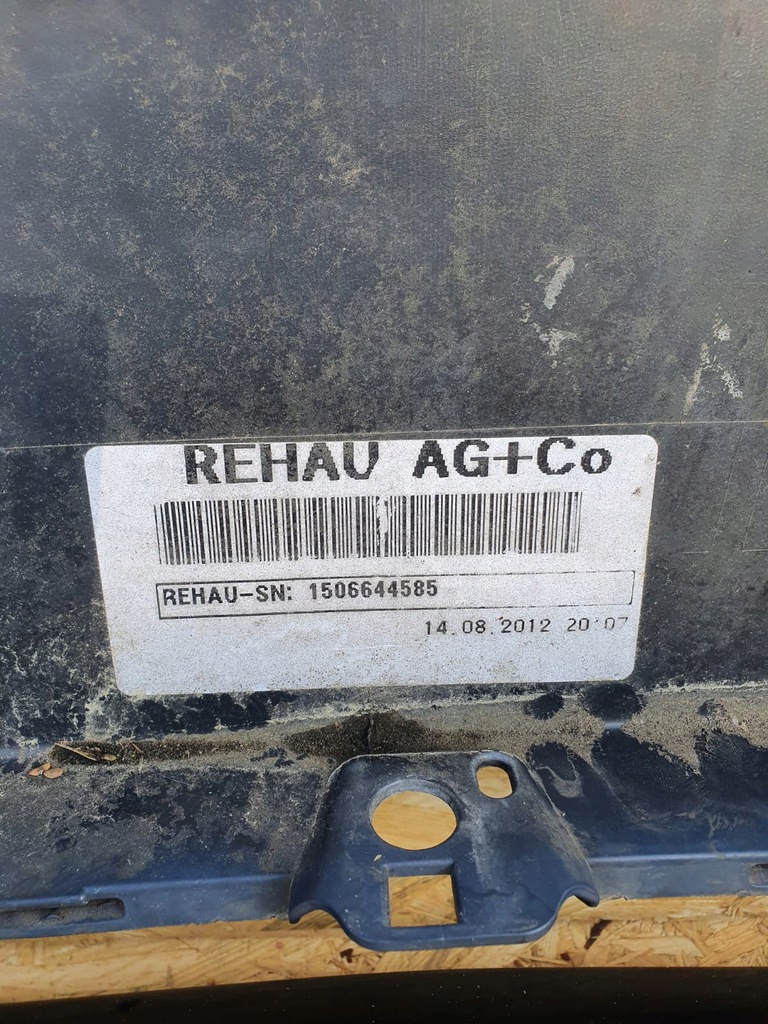 REHAU AG+Co
REHAU-SN: 1506644585
14.08.2012 20:07